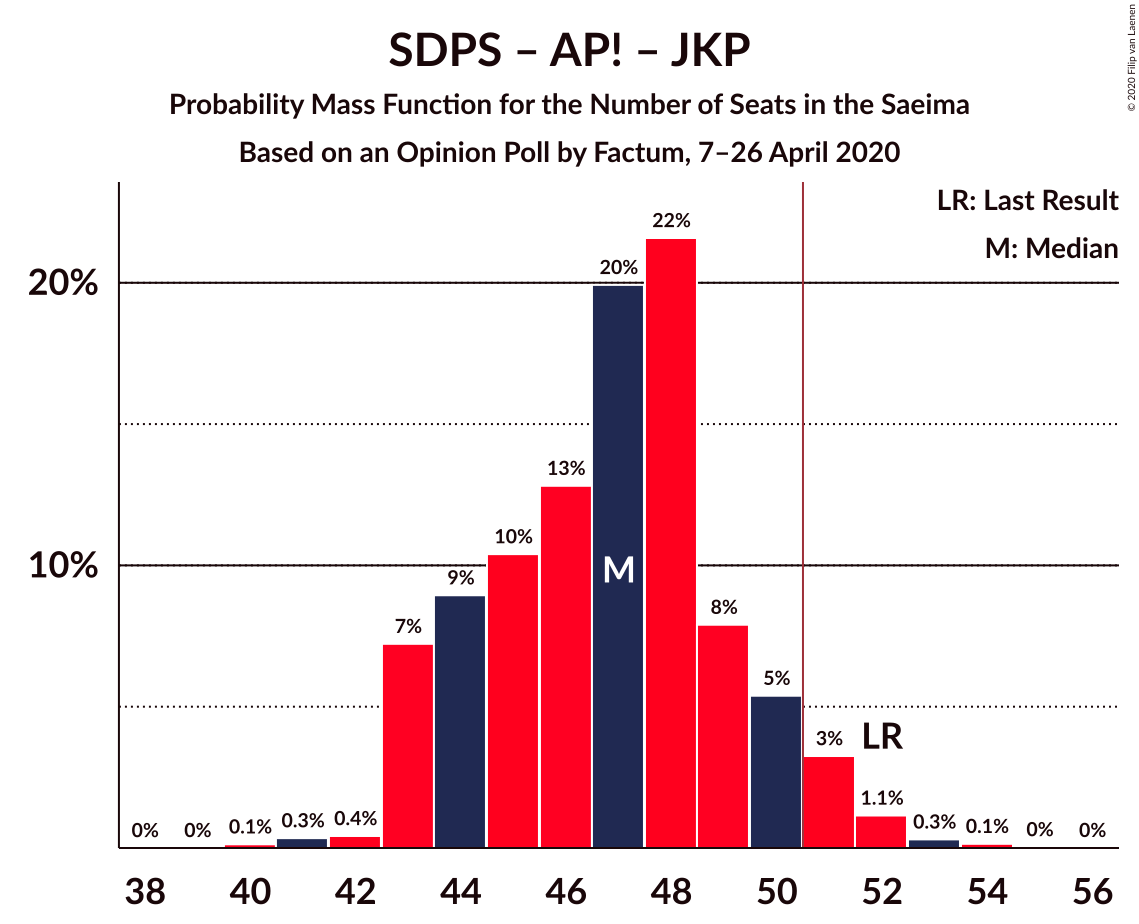 SDPS – AP! – JKP
Probability Mass Function for the Number of Seats in the Saeima
Based on an Opinion Poll by Factum, 7–26 April 2020
© 2020 Filip van Laenen
LR: Last Result
M: Median
20%
10%
0% 0% 0.1% 0.3% 0.4% 7% 9% 10% 13% 20% 22% 8% 5% 3% 1.1% 0.3% 0.1% 0% 0%
M
LR
38 40 42 44 46 48 50 52 54 56